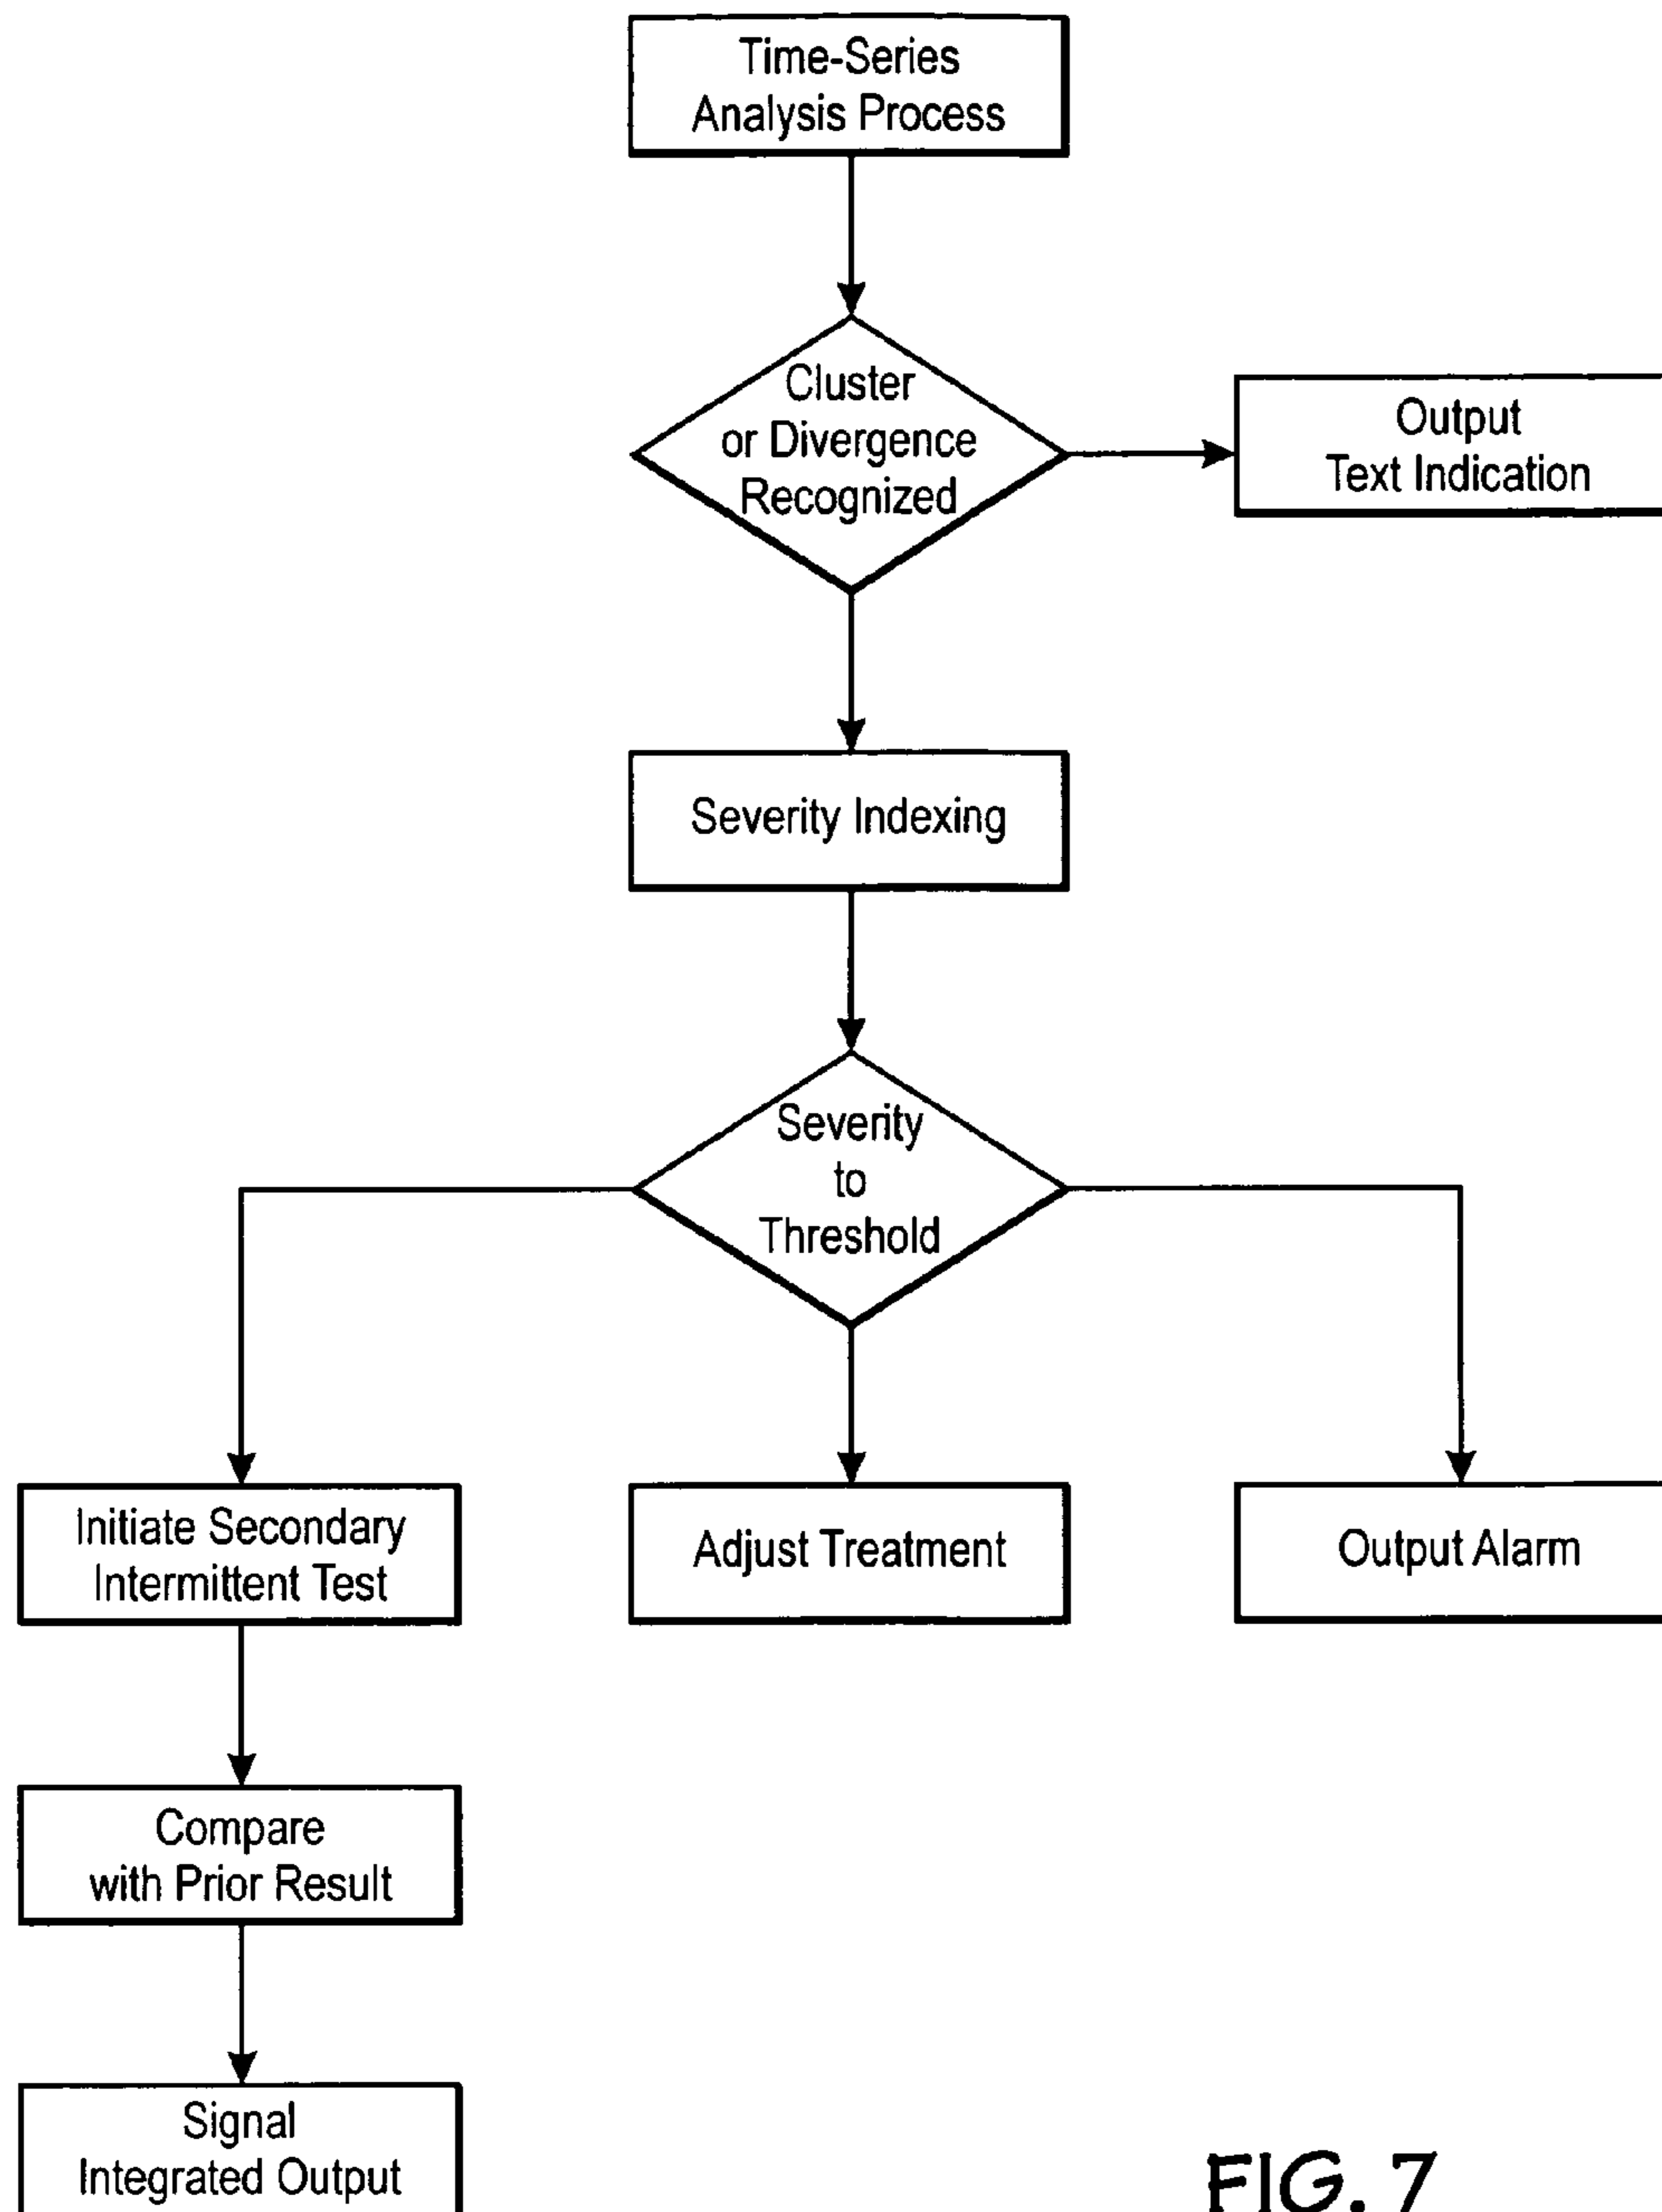 Time-Series
Analysis Process
Cluster
or Divergence
Recognized
Output
Text Indication
Severity Indexing
Severity
to
Threshold
Initiate Secondary
Intermittent Test
Adjust Treatment
Output Alarm
Compare
with Prior Result
Signal
Integrated Output
FIG. 7